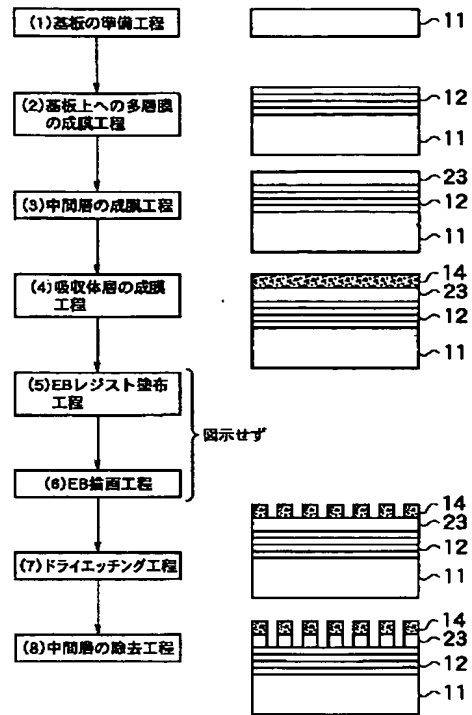 (1)基板の準備工程
11
(2)基板上への多層膜
の成膜工程
12
11
(3)中間層の成膜工程
23
12
11
(4)吸収体層の成膜
工程
14
23
12
11
(5)EBレジスト塗布
工程
図示せず
(6)EB描画工程
(7)ドライエッチング工程
14
23
12
11
(8)中間層の除去工程
14
23
12
11